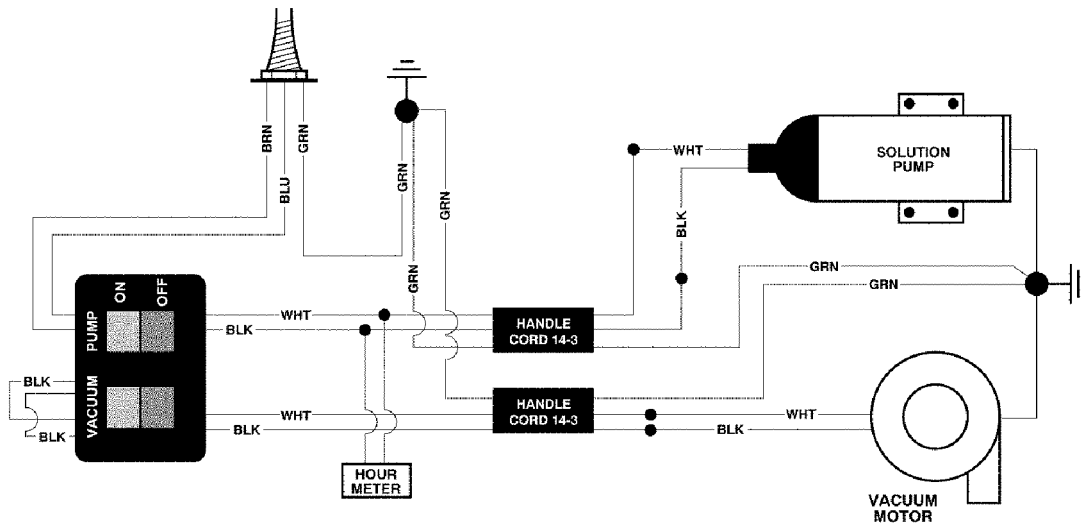 BRN
BLU
GRN
GRN
GRN
GRN
WHT
BLK
SOLUTION
PUMP
GRN
GRN
ON
OFF
PUMP
VACUUM
WHT
BLK
HANDLE
CORD 14-3
BLK
BLK
WHT
BLK
HANDLE
CORD 14-3
WHT
BLK
HOUR
METER
VACUUM
MOTOR